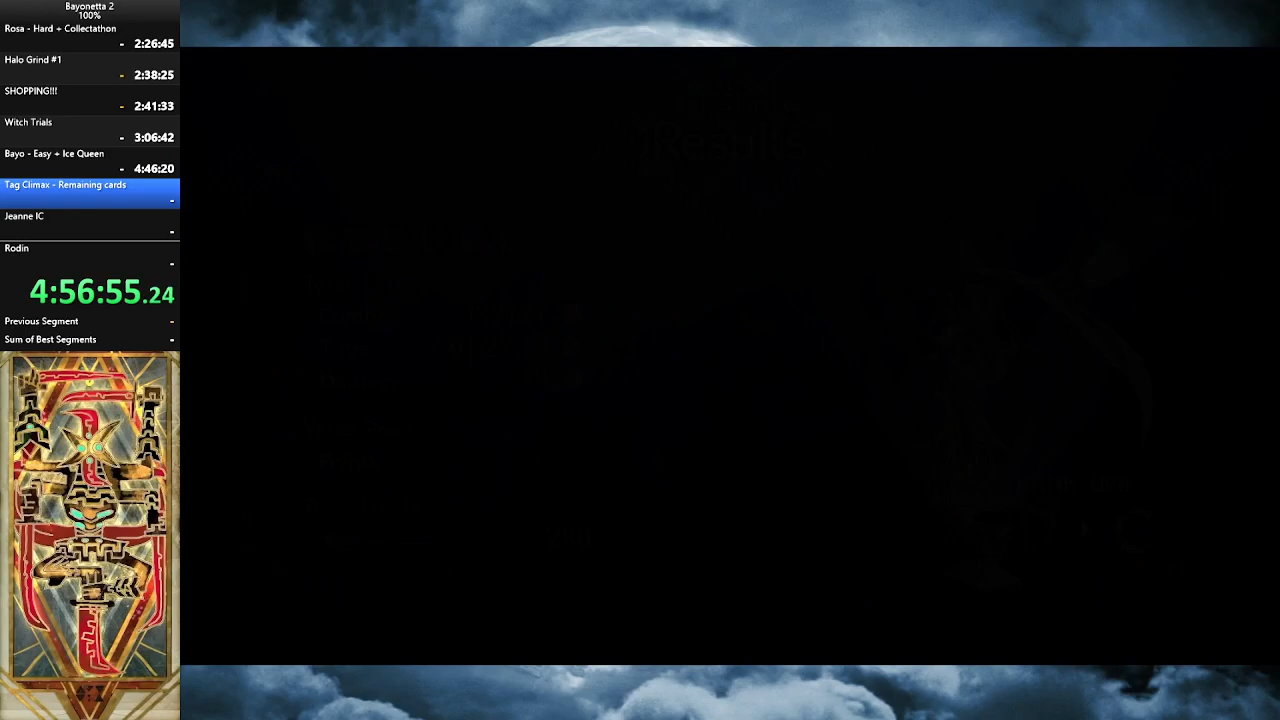 Bayonetta 2
100%
Rosa - Hard + Collectathon
- 2:26:45
Halo Grind #1
- 2:38:25
SHOPPING!!!
- 2:41:33
Witch Trials
- 3:06:42
Bayo - Easy + Ice Queen
- 4:46:20
Tag Climax - Remaining cards
-
Jeanne IC
-
Rodin
-
4:56:55.24
Previous Segment -
Sum of Best Segments -
Results